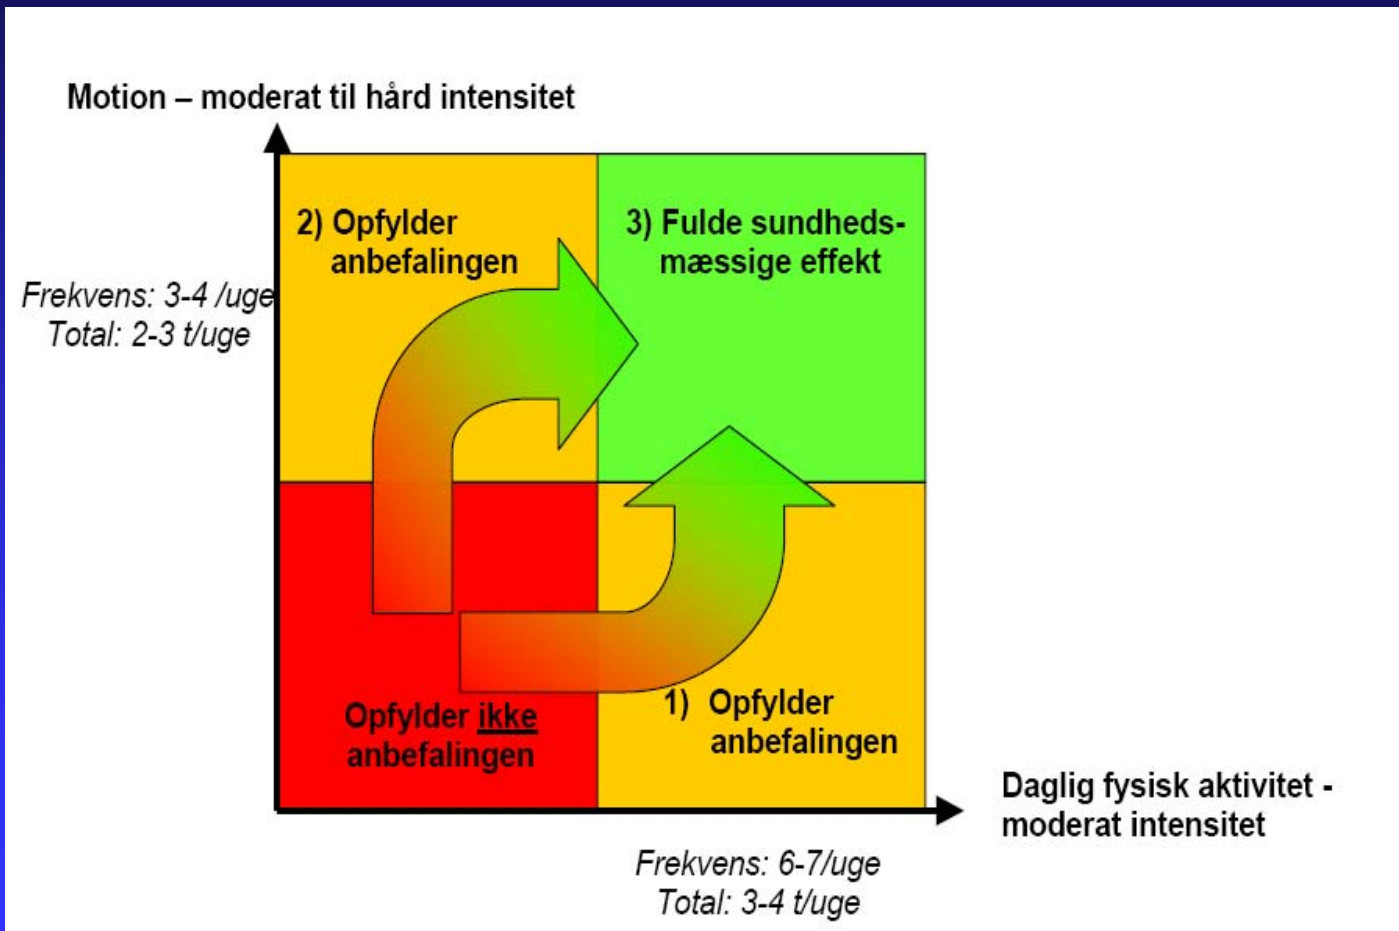 Motion – moderat til hård intensitet
2) Opfylder
anbefalingen
3) Fulde sundheds-
mæssige effekt
Frekvens: 3-4 /uge
Total: 2-3 t/uge
Opfylder ikke
anbefalingen
1) Opfylder
anbefalingen
Daglig fysisk aktivitet -
moderat intensitet
Frekvens: 6-7/uge
Total: 3-4 t/uge